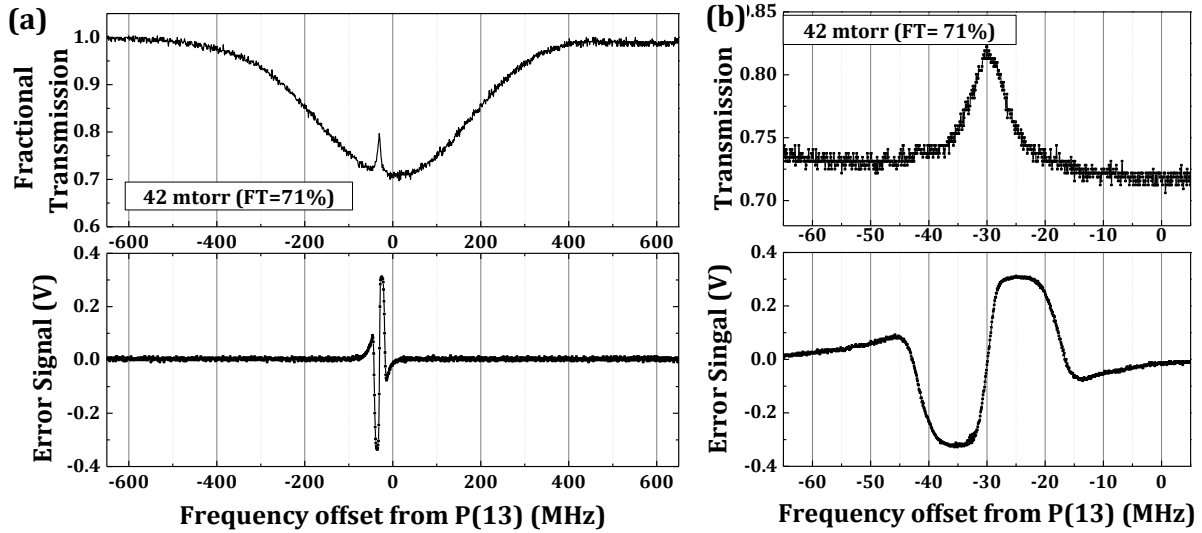 (a)
1.0
0.9
0.8
0.7
0.6
Fractional
Transmission
42 mtorr (FT=71%)
-600 -400 -200 0 200 400 600
0.4
0.2
0.0
-0.2
-0.4
Error Signal (V)
-600 -400 -200 0 200 400 600
Frequency offset from P(13) (MHz)
(b)
0.85
0.80
0.75
0.70
Transmission
42 mtorr (FT= 71%)
-60 -50 -40 -30 -20 -10 0
0.4
0.2
0.0
-0.2
-0.4
Error Singal (V)
-60 -50 -40 -30 -20 -10 0
Frequency offset from P(13) (MHz)